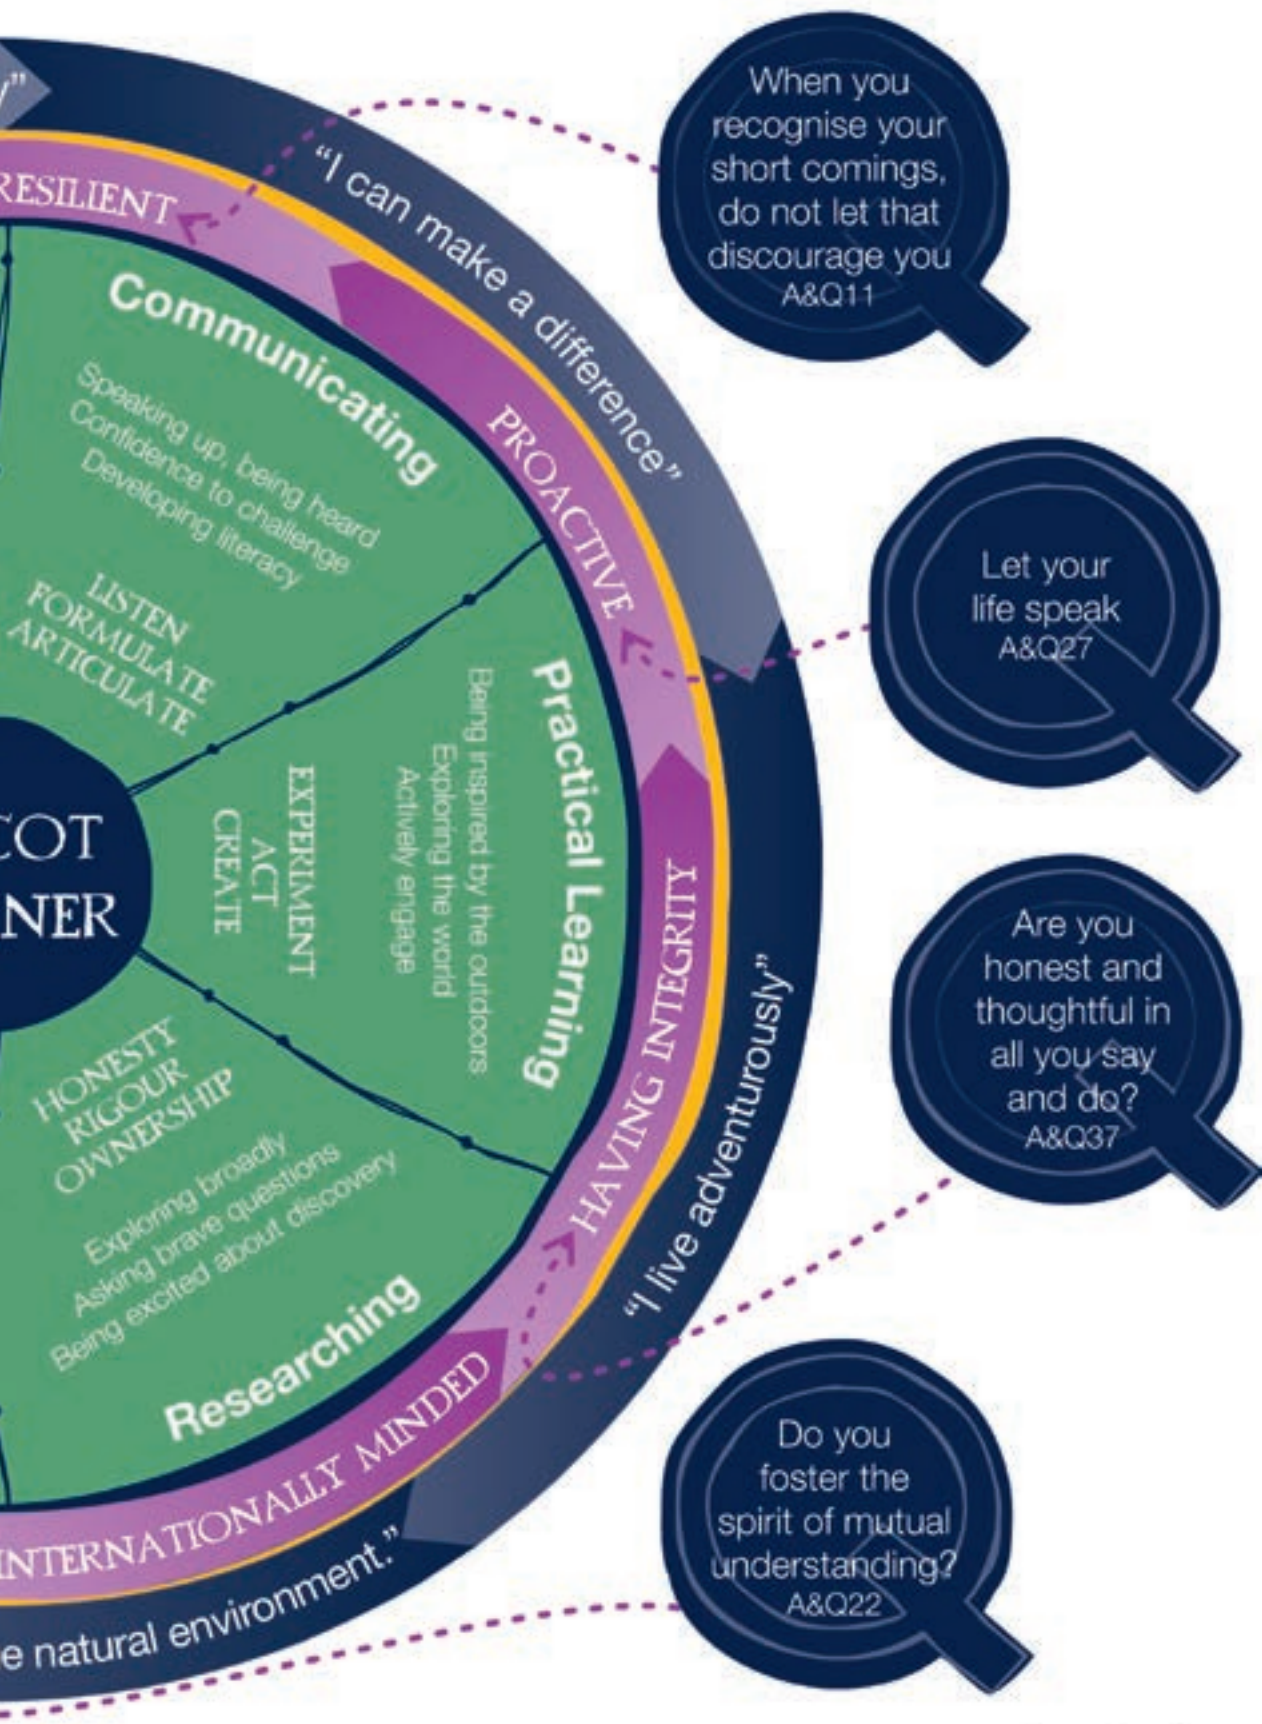 When you
recognise your
short comings,
do not let that
discourage you
A&Q11
Let your
life speak
A&Q27
Are you
honest and
thoughtful in
all you say
and do?
A&Q37
Do you
foster the
spirit of mutual
understanding?
A&Q22
“I can make a difference”
“I live adventurously”
natural environment.”
RESILIENT
PROACTIVE
HAVING INTEGRITY
INTERNATIONALLY MINDED
Communicating
Speaking up, being heard
Confidence to challenge
Developing literacy
LISTEN
FORMULATE
ARTICULATE
Practical Learning
Being inspired by the outdoors
Exploring the world
Actively engage
EXPERIMENT
ACT
CREATE
HONESTY
RIGOUR
OWNERSHIP
Exploring broadly
Asking brave questions
Being excited about discovery
Researching
COT
NER